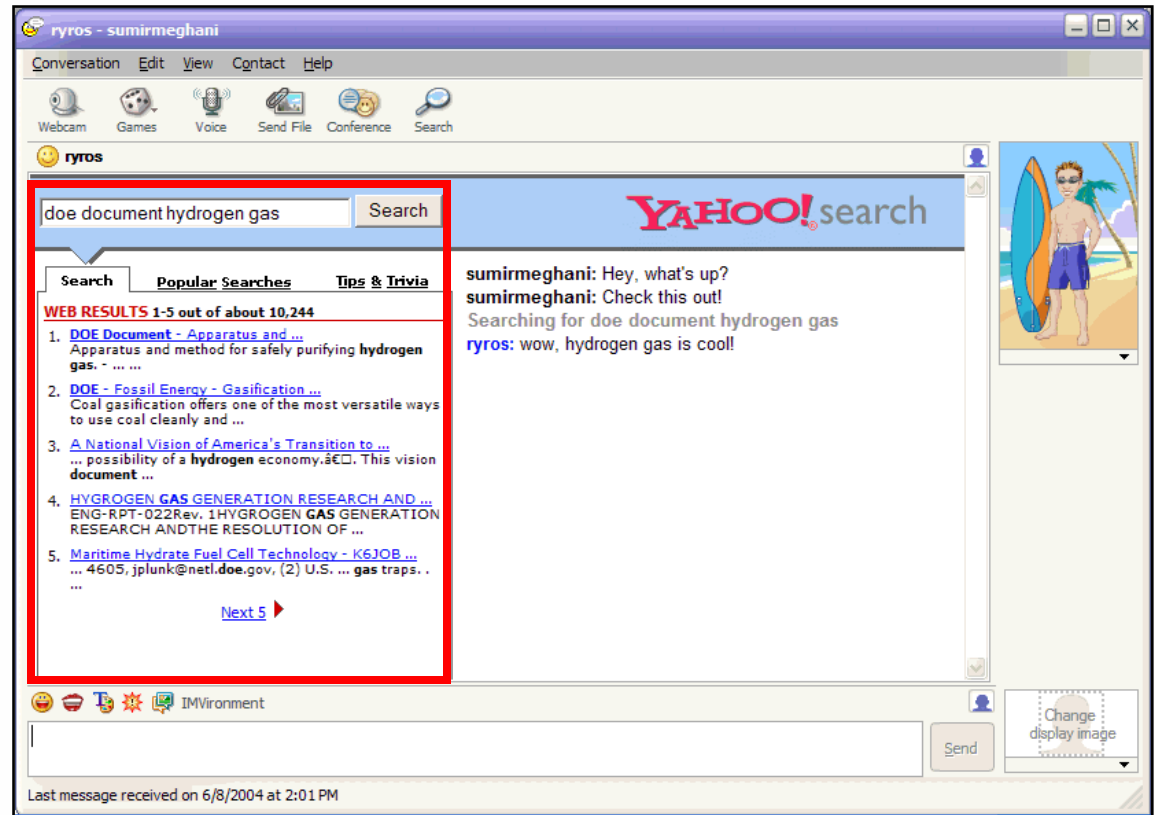 ryros - sumirmeghani
Conversation Edit View Contact Help
Webcam Games Voice Send File Conference Search
ryros
doe document hydrogen gas Search
YAHOO! search
Search Popular Searches Tips & Trivia
WEB RESULTS 1-5 out of about 10,244
1. DOE Document - Apparatus and ...
Apparatus and method for safely purifying hydrogen
gas. - ... ...
2. DOE - Fossil Energy - Gasification ...
Coal gasification offers one of the most versatile ways
to use coal cleanly and ...
3. A National Vision of America's Transition to ...
... possibility of a hydrogen economy.â€□. This vision
document ...
4. HYGROGEN GAS GENERATION RESEARCH AND ...
ENG-RPT-022Rev. 1HYGROGEN GAS GENERATION
RESEARCH ANDTHE RESOLUTION OF ...
5. Maritime Hydrate Fuel Cell Technology - K6JOB ...
... 4605, jplunk@netl.doe.gov, (2) U.S. ... gas traps. .
...
Next 5
sumirmeghani: Hey, what's up?
sumirmeghani: Check this out!
Searching for doe document hydrogen gas
ryros: wow, hydrogen gas is cool!
IMVironment
Send
Change
display image
Last message received on 6/8/2004 at 2:01 PM